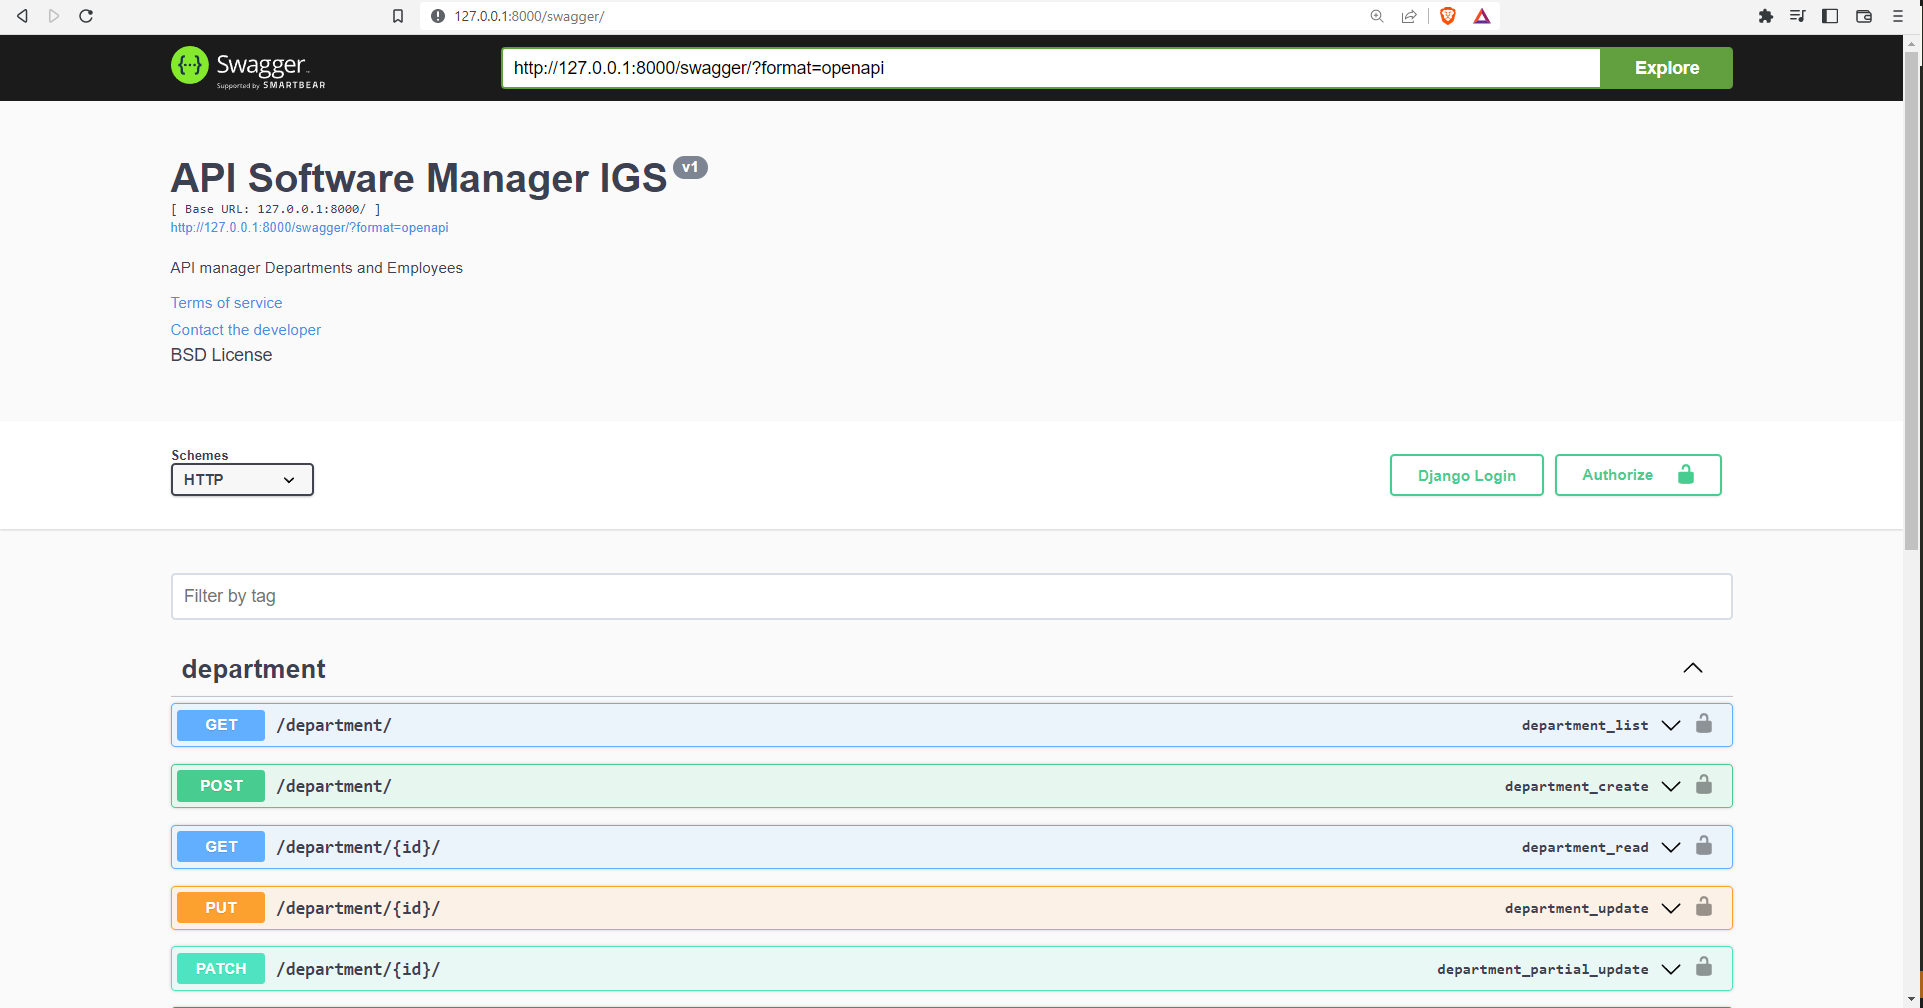 127.0.0.1:8000/swagger/
Swagger
Supported by SMARTBEAR
http://127.0.0.1:8000/swagger/?format=openapi
Explore
API Software Manager IGS v1
[ Base URL: 127.0.0.1:8000/ ]
http://127.0.0.1:8000/swagger/?format=openapi
API manager Departments and Employees
Terms of service
Contact the developer
BSD License
Schemes
HTTP
Django Login
Authorize
Filter by tag
department
GET /department/ department_list
POST /department/ department_create
GET /department/{id}/ department_read
PUT /department/{id}/ department_update
PATCH /department/{id}/ department_partial_update